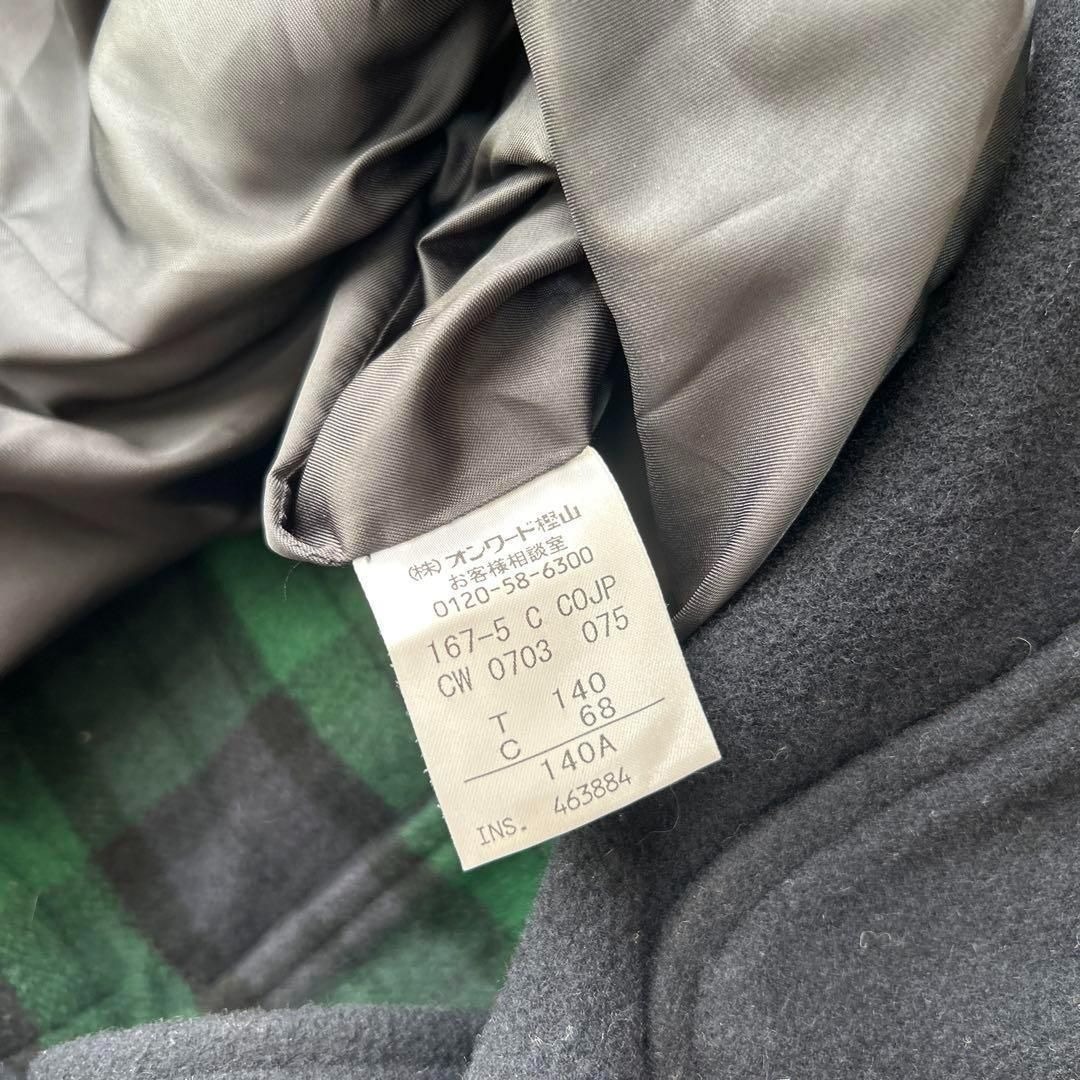 (株)オンワード樫山
お客様相談室
0120-58-6300
167-5 C COJP
CW 0703 075
T 140
C 68
140A
INS. 463884